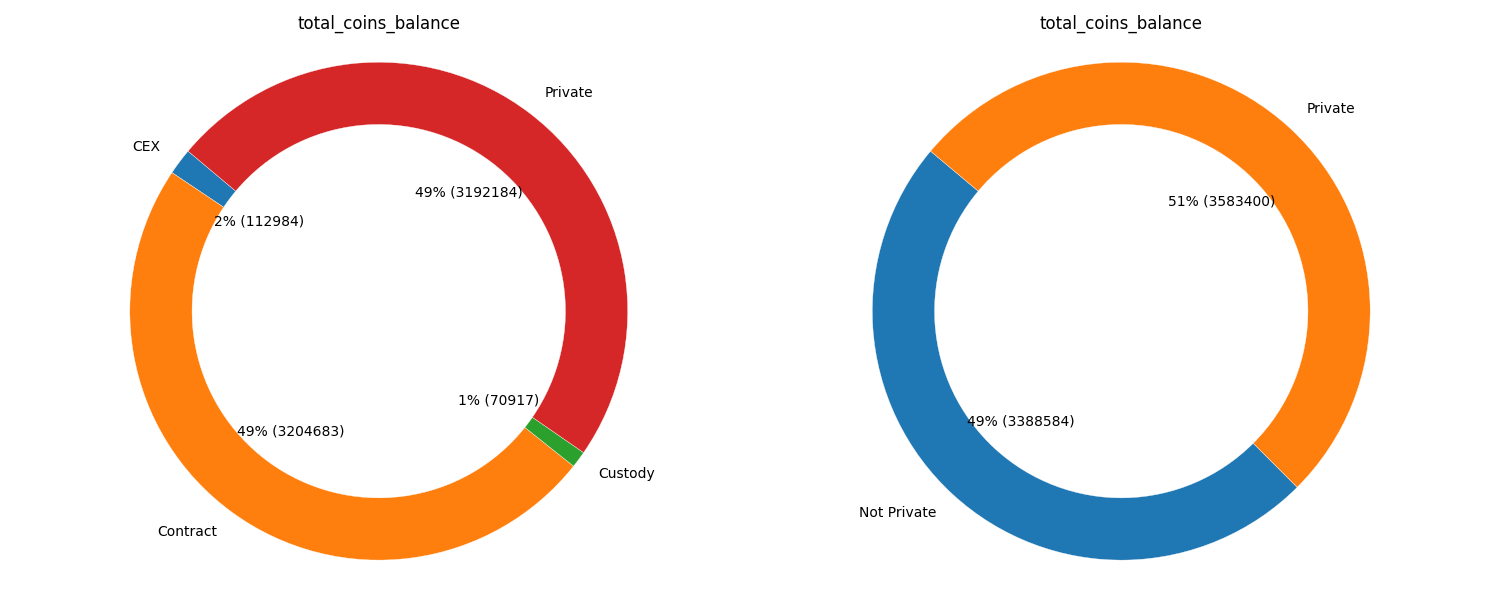 total_coins_balance
Private
CEX
49% (3192184)
2% (112984)
1% (70917)
49% (3204683)
Custody
Contract
total_coins_balance
Private
51% (3583400)
49% (3388584)
Not Private